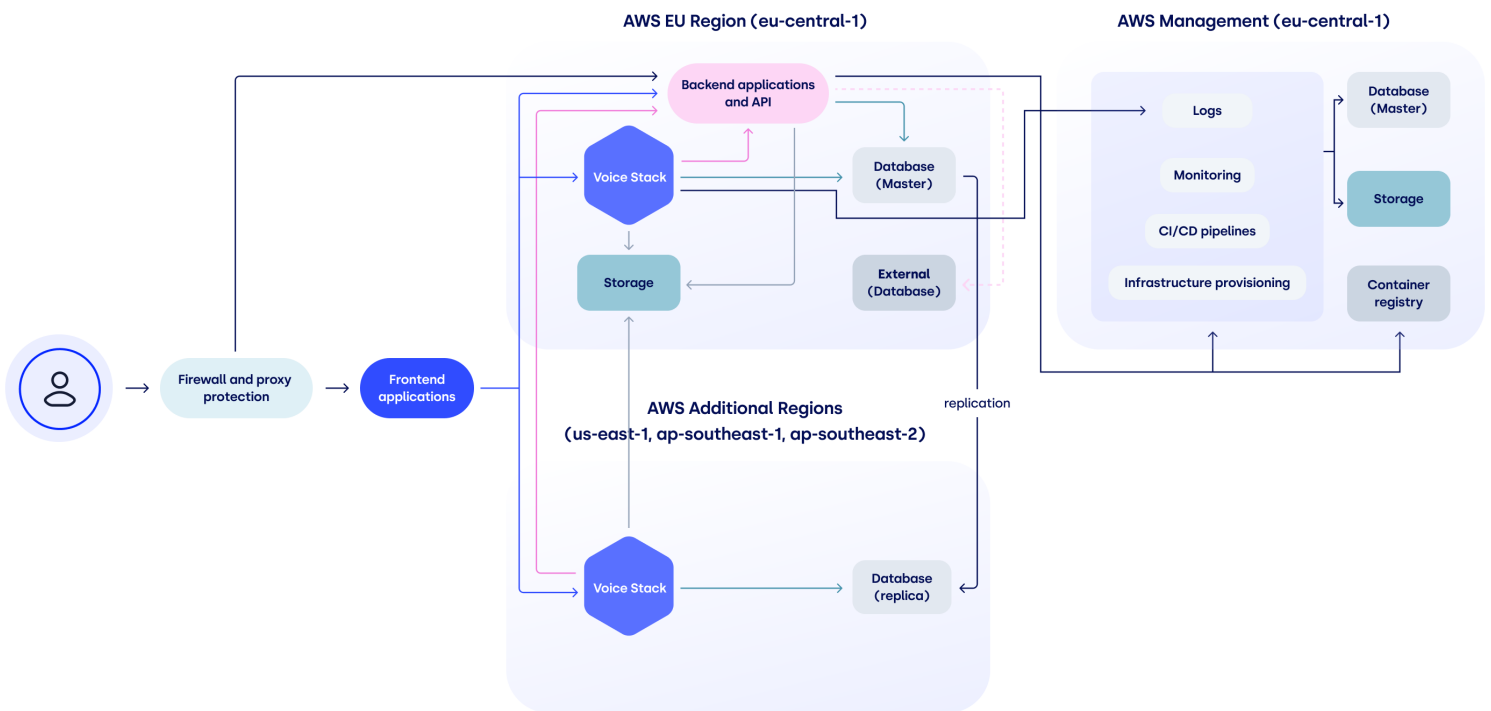 AWS EU Region (eu-central-1)
AWS Management (eu-central-1)
Backend applications
and API
Voice Stack
Database
(Master)
Storage
External
(Database)
Logs
Monitoring
CI/CD pipelines
Infrastructure provisioning
Database
(Master)
Storage
Container
registry
Firewall and proxy
protection
Frontend
applications
AWS Additional Regions
(us-east-1, ap-southeast-1, ap-southeast-2)
replication
Voice Stack
Database
(replica)